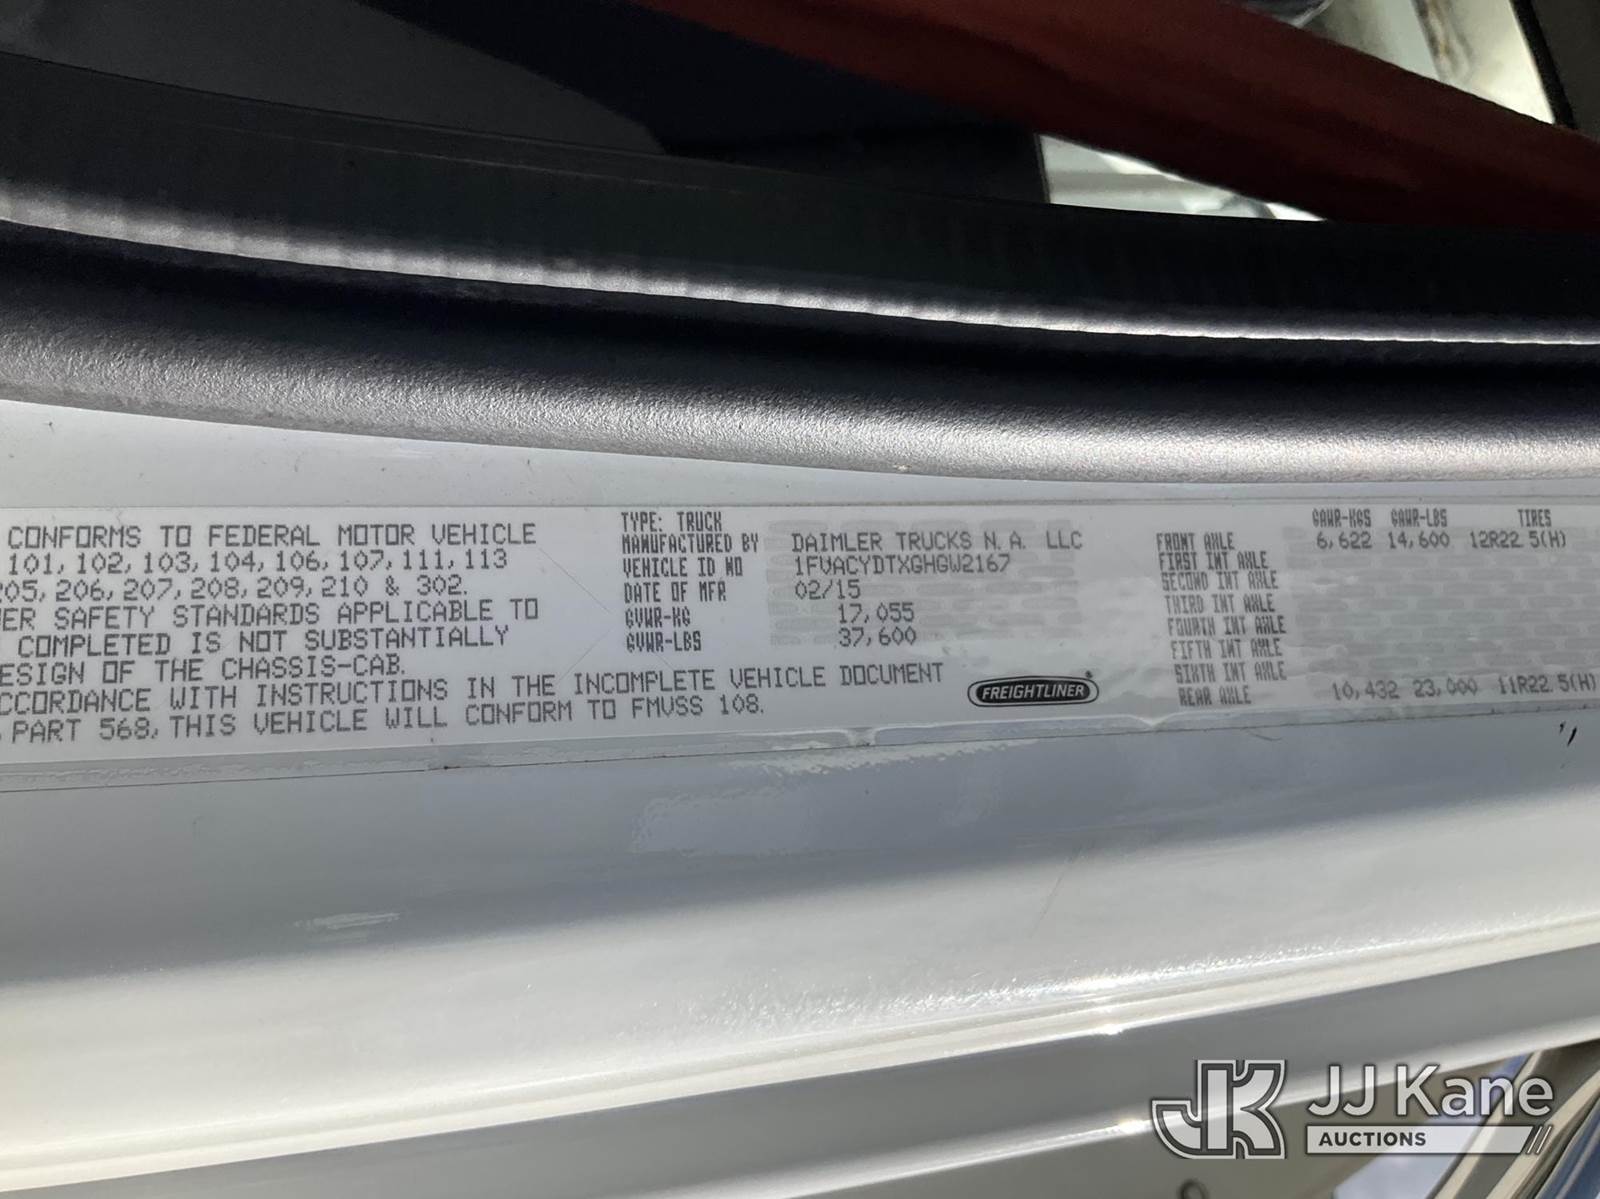 CONFORMS TO FEDERAL MOTOR VEHICLE
101, 102, 103, 104, 106, 107, 111, 113
205, 206, 207, 208, 209, 210 & 302.
ER SAFETY STANDARDS APPLICABLE TO
COMPLETED IS NOT SUBSTANTIALLY
ESIGN OF THE CHASSIS-CAB.
CCORDANCE WITH INSTRUCTIONS IN THE INCOMPLETE VEHICLE DOCUMENT
PART 568, THIS VEHICLE WILL CONFORM TO FMVSS 108.
TYPE: TRUCK
MANUFACTURED BY DAIMLER TRUCKS N. A. LLC
VEHICLE ID NO 1FVACYDTXGHGW2167
DATE OF MFR 02/15
GVWR-KG 17,055
GVWR-LBS 37,600
FREIGHTLINER®
GAWR-KGS GAWR-LBS TIRES
FRONT AXLE 6,622 14,600 12R22.5(H)
FIRST INT AXLE
SECOND INT AXLE
THIRD INT AXLE
FOURTH INT AXLE
FIFTH INT AXLE
SIXTH INT AXLE
REAR AXLE 10,432 23,000 11R22.5(H)
JK JJ Kane
AUCTIONS